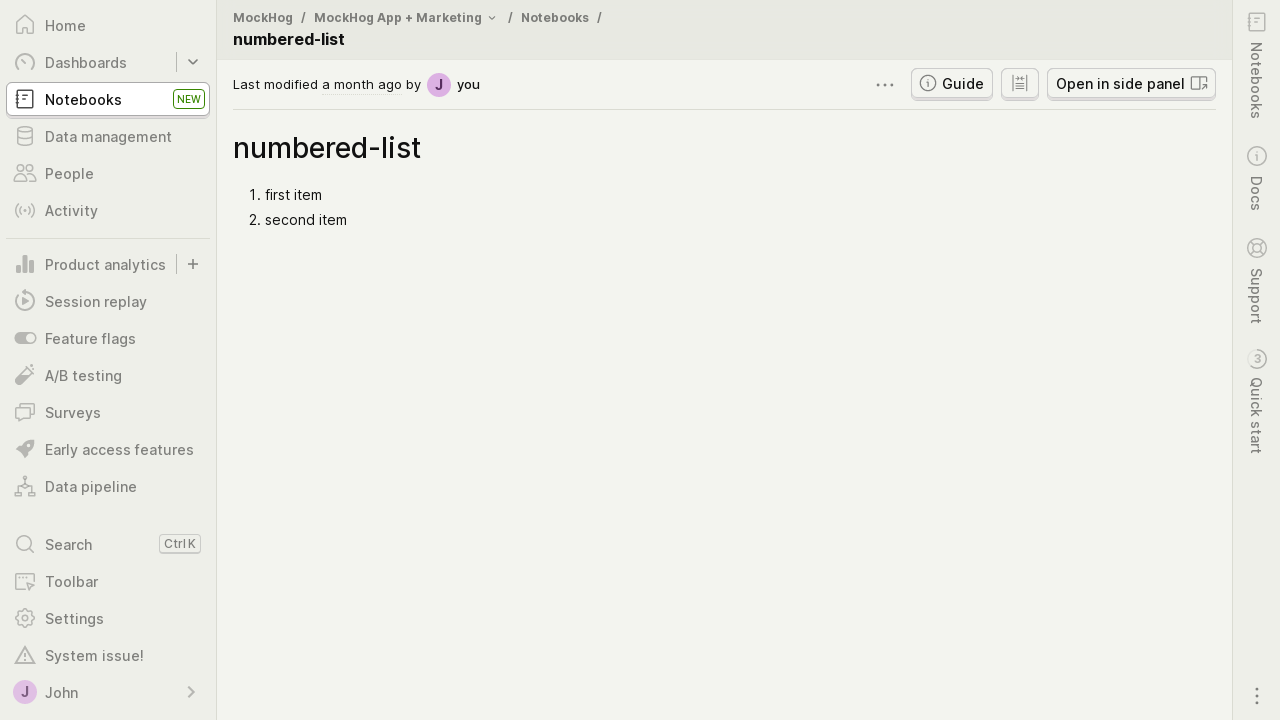 Home
Dashboards
Notebooks NEW
Data management
People
Activity
Product analytics
Session replay
Feature flags
A/B testing
Surveys
Early access features
Data pipeline
Search Ctrl K
Toolbar
Settings
System issue!
J John
MockHog / MockHog App + Marketing / Notebooks /
numbered-list
Last modified a month ago by J you
Guide
Open in side panel
numbered-list
1. first item
2. second item
Notebooks
Docs
Support
3 Quick start